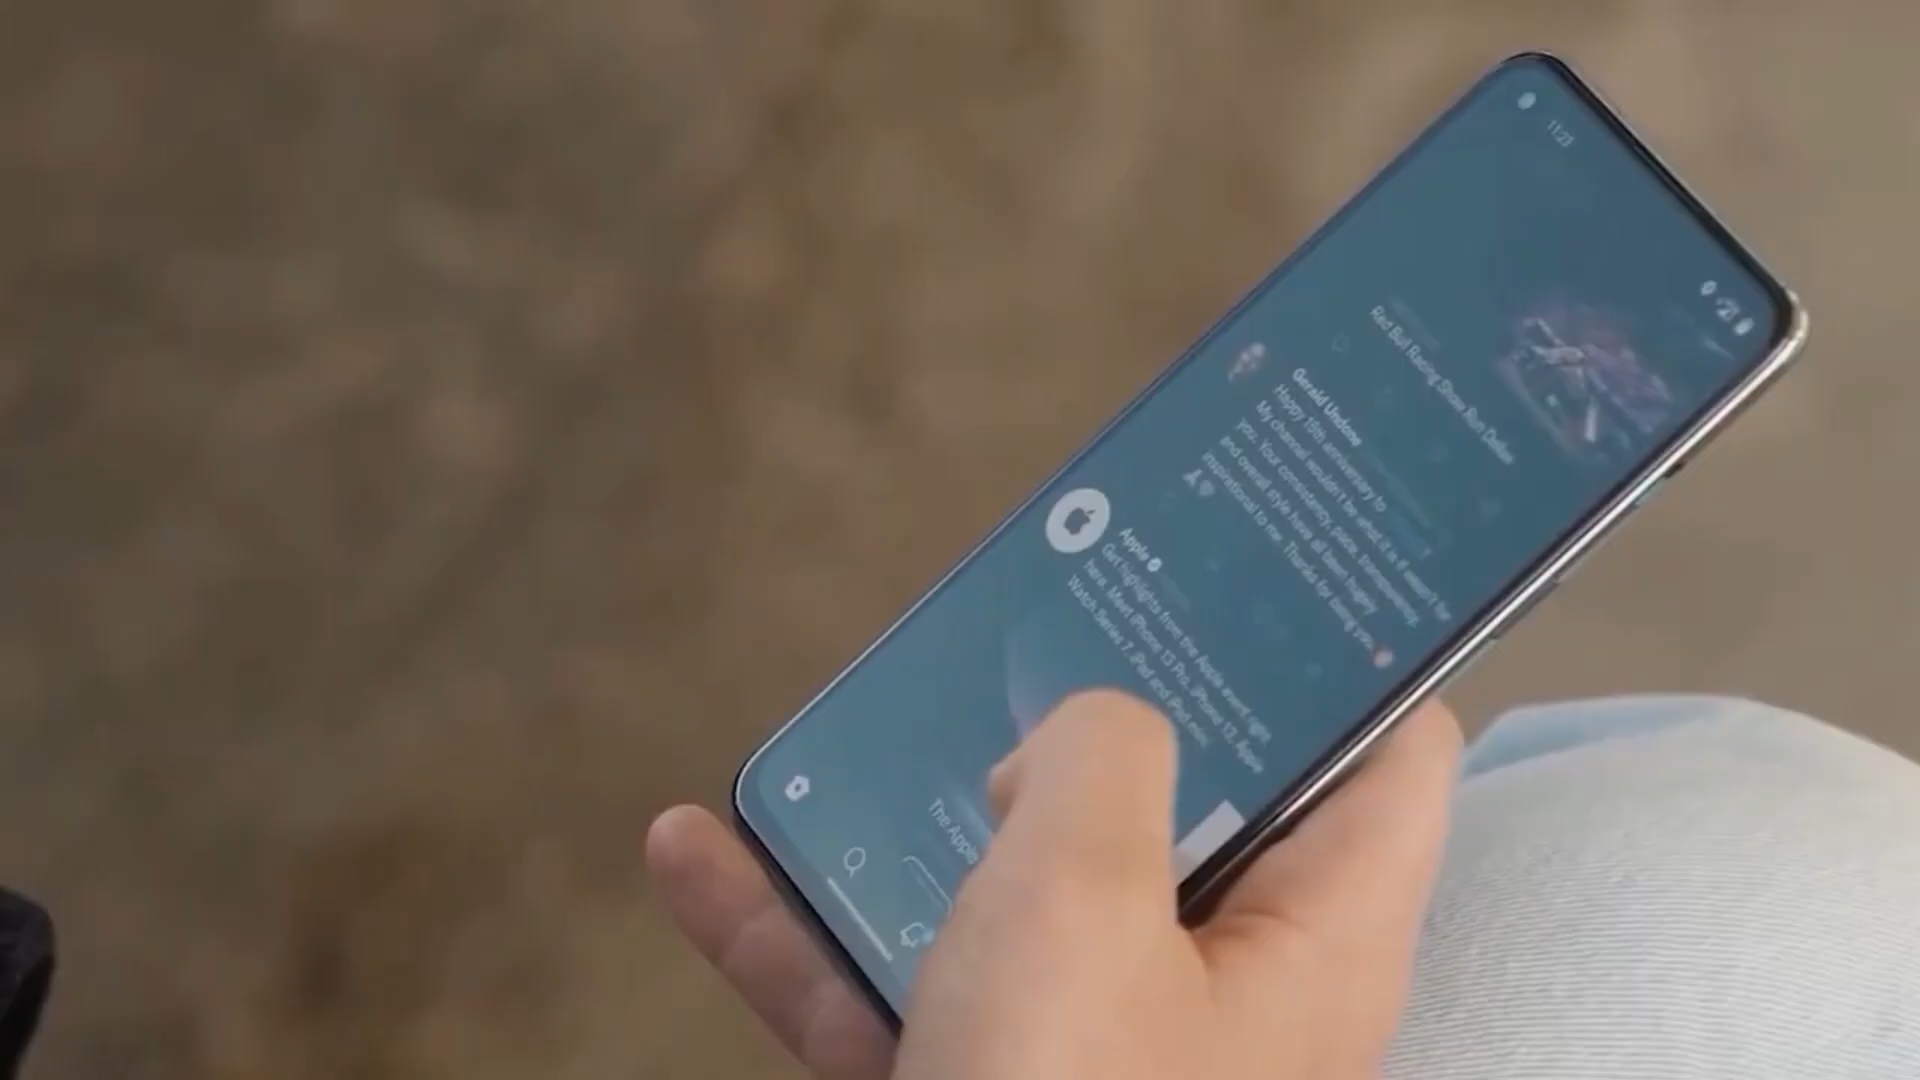 11:23
Red Bull Racing Show Run Dallas
Gerald Undone
Happy 15th anniversary to
My channel wouldn't be what it is if wasn't for
you. Your consistency, pace, transparency,
and overall style have all been hugely
inspirational to me. Thanks for being you.
Apple
Get highlights from the Apple event right
here. Meet iPhone 13 Pro, iPhone 13, Apple
Watch Series 7, iPad and iPad mini.
The Apple